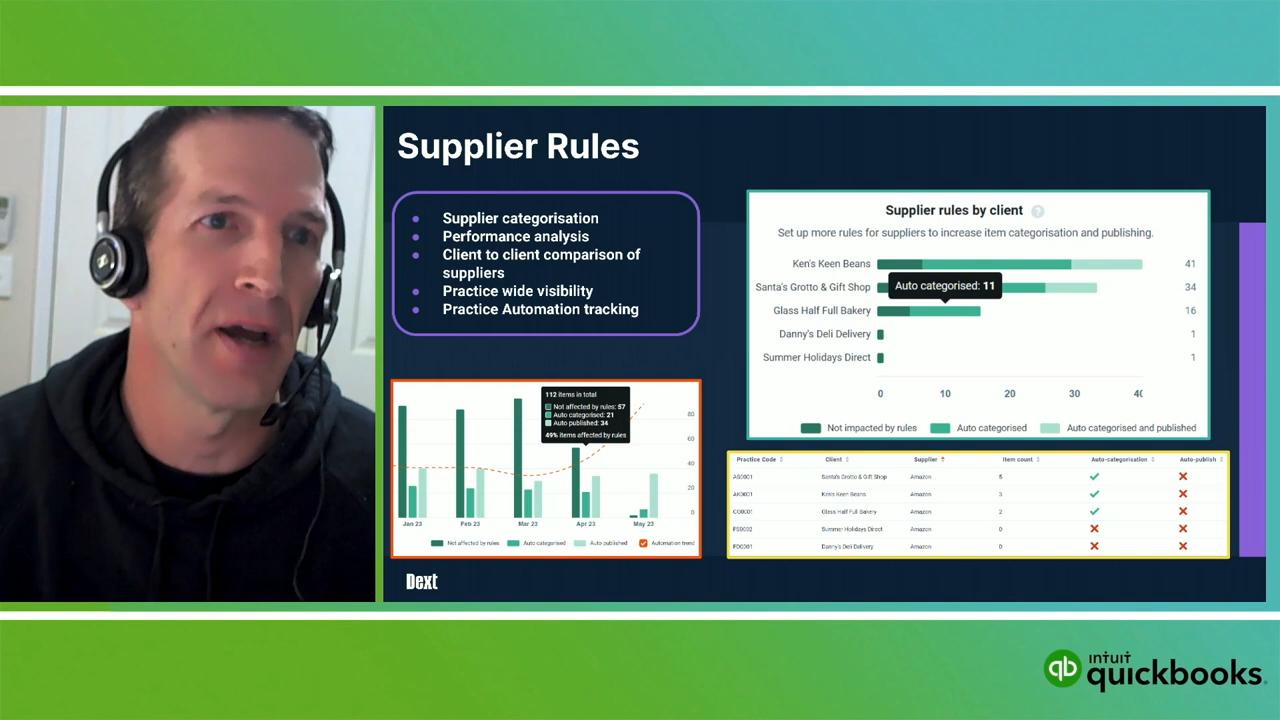 Supplier Rules
Supplier categorisation
Performance analysis
Client to client comparison of
suppliers
Practice wide visibility
Practice Automation tracking
Supplier rules by client ?
Set up more rules for suppliers to increase item categorisation and publishing.
Ken's Keen Beans 41
Santa's Grotto & Gift Shop 34
Auto categorised: 11
Glass Half Full Bakery 16
Danny's Deli Delivery 1
Summer Holidays Direct 1
0 10 20 30 40
Not impacted by rules Auto categorised Auto categorised and published
112 items in total
Not affected by rules: 57
Auto categorised: 21
Auto published: 34
49% items affected by rules
80
60
40
20
0
Jan 23 Feb 23 Mar 23 Apr 23 May 23
Not affected by rules Auto categorised Auto published Automation trend
Practice Code Client Supplier Item count Auto-categorisation Auto-publish
AS0001 Santa's Grotto & Gift Shop Amazon 5
AK0001 Ken's Keen Beans Amazon 3
CO0001 Glass Half Full Bakery Amazon 2
Summer Holidays Direct Amazon 0
Danny's Deli Delivery Amazon 0
Dext
qb
intuit
quickbooks.